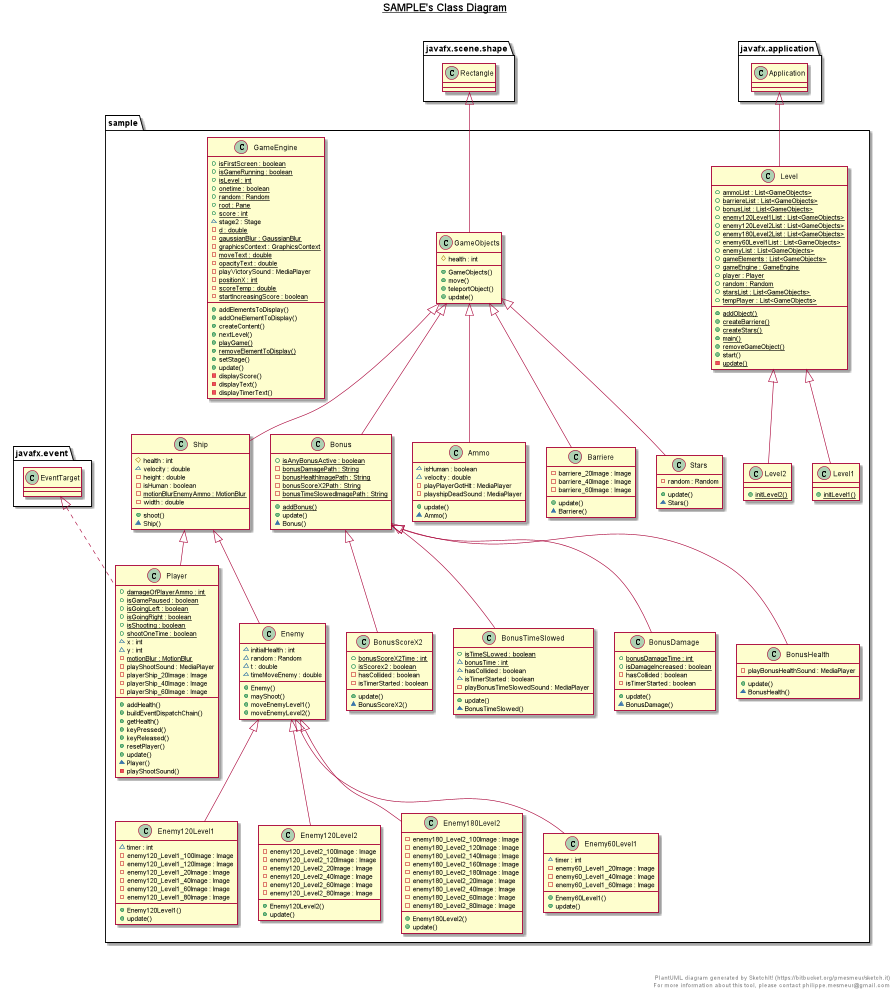 SAMPLE's Class Diagram
javafx.scene.shape
Rectangle
javafx.application
Application
sample
GameEngine
isFirstScreen : boolean
isGameRunning : boolean
isLevel : int
onetime : boolean
random : Random
root : Pane
score : int
stage2 : Stage
d : double
gaussianBlur : GaussianBlur
graphicsContext : GraphicsContext
moveText : double
opacityText : double
playVictorySound : MediaPlayer
positionX : int
scoreTemp : double
startIncreasingScore : boolean
addElementsToDisplay()
addOneElementToDisplay()
createContent()
nextLevel()
playGame()
removeElementToDisplay()
setStage()
update()
displayScore()
displayText()
displayTimerText()
GameObjects
health : int
GameObjects()
move()
teleportObject()
update()
Level
ammoList : List<GameObjects>
barriereList : List<GameObjects>
bonusList : List<GameObjects>
enemy120Level1List : List<GameObjects>
enemy120Level2List : List<GameObjects>
enemy180Level2List : List<GameObjects>
enemy60Level1List : List<GameObjects>
enemyList : List<GameObjects>
gameElements : List<GameObjects>
gameEngine : GameEngine
player : Player
random : Random
starsList : List<GameObjects>
tempPlayer : List<GameObjects>
addObject()
createBarriere()
createStars()
main()
removeGameObject()
start()
update()
javafx.event
EventTarget
Ship
health : int
velocity : double
height : double
isHuman : boolean
motionBlurEnemyAmmo : MotionBlur
width : double
shoot()
Ship()
Bonus
isAnyBonusActive : boolean
bonusDamagePath : String
bonusHealthImagePath : String
bonusScoreX2Path : String
bonusTimeSlowedImagePath : String
addBonus()
update()
Bonus()
Ammo
isHuman : boolean
velocity : double
playPlayerGotHit : MediaPlayer
playshipDeadSound : MediaPlayer
update()
Ammo()
Barriere
barriere_20Image : Image
barriere_40Image : Image
barriere_60Image : Image
update()
Barriere()
Stars
random : Random
update()
Stars()
Level2
initLevel2()
Level1
initLevel1()
Player
damageOfPlayerAmmo : int
isGamePaused : boolean
isGoingLeft : boolean
isGoingRight : boolean
isShooting : boolean
shootOneTime : boolean
x : int
y : int
motionBlur : MotionBlur
playShootSound : MediaPlayer
playerShip_20Image : Image
playerShip_40Image : Image
playerShip_60Image : Image
addHealth()
buildEventDispatchChain()
getHealth()
keyPressed()
keyReleased()
resetPlayer()
update()
Player()
playShootSound()
Enemy
initialHealth : int
random : Random
t : double
timeMoveEnemy : double
Enemy()
mayShoot()
moveEnemyLevel1()
moveEnemyLevel2()
BonusScoreX2
bonusScoreX2Time : int
isScorex2 : boolean
hasCollided : boolean
isTimerStarted : boolean
update()
BonusScoreX2()
BonusTimeSlowed
isTimeSLowed : boolean
bonusTime : int
hasCollided : boolean
isTimerStarted : boolean
playBonusTimeSlowedSound : MediaPlayer
update()
BonusTimeSlowed()
BonusDamage
bonusDamageTime : int
isDamageIncreased : boolean
hasCollided : boolean
isTimerStarted : boolean
update()
BonusDamage()
BonusHealth
playBonusHealthSound : MediaPlayer
update()
BonusHealth()
Enemy120Level1
timer : int
enemy120_Level1_100Image : Image
enemy120_Level1_120Image : Image
enemy120_Level1_20Image : Image
enemy120_Level1_40Image : Image
enemy120_Level1_60Image : Image
enemy120_Level1_80Image : Image
Enemy120Level1()
update()
Enemy120Level2
enemy120_Level2_100Image : Image
enemy120_Level2_120Image : Image
enemy120_Level2_20Image : Image
enemy120_Level2_40Image : Image
enemy120_Level2_60Image : Image
enemy120_Level2_80Image : Image
Enemy120Level2()
update()
Enemy180Level2
enemy180_Level2_100Image : Image
enemy180_Level2_120Image : Image
enemy180_Level2_140Image : Image
enemy180_Level2_160Image : Image
enemy180_Level2_180Image : Image
enemy180_Level2_20Image : Image
enemy180_Level2_40Image : Image
enemy180_Level2_60Image : Image
enemy180_Level2_80Image : Image
Enemy180Level2()
update()
Enemy60Level1
timer : int
enemy60_Level1_20Image : Image
enemy60_Level1_40Image : Image
enemy60_Level1_60Image : Image
Enemy60Level1()
update()
PlantUML diagram generated by SketchIt! (https://bitbucket.org/pmesmeur/sketch.it)
For more information about this tool, please contact philippe.mesmeur@gmail.com